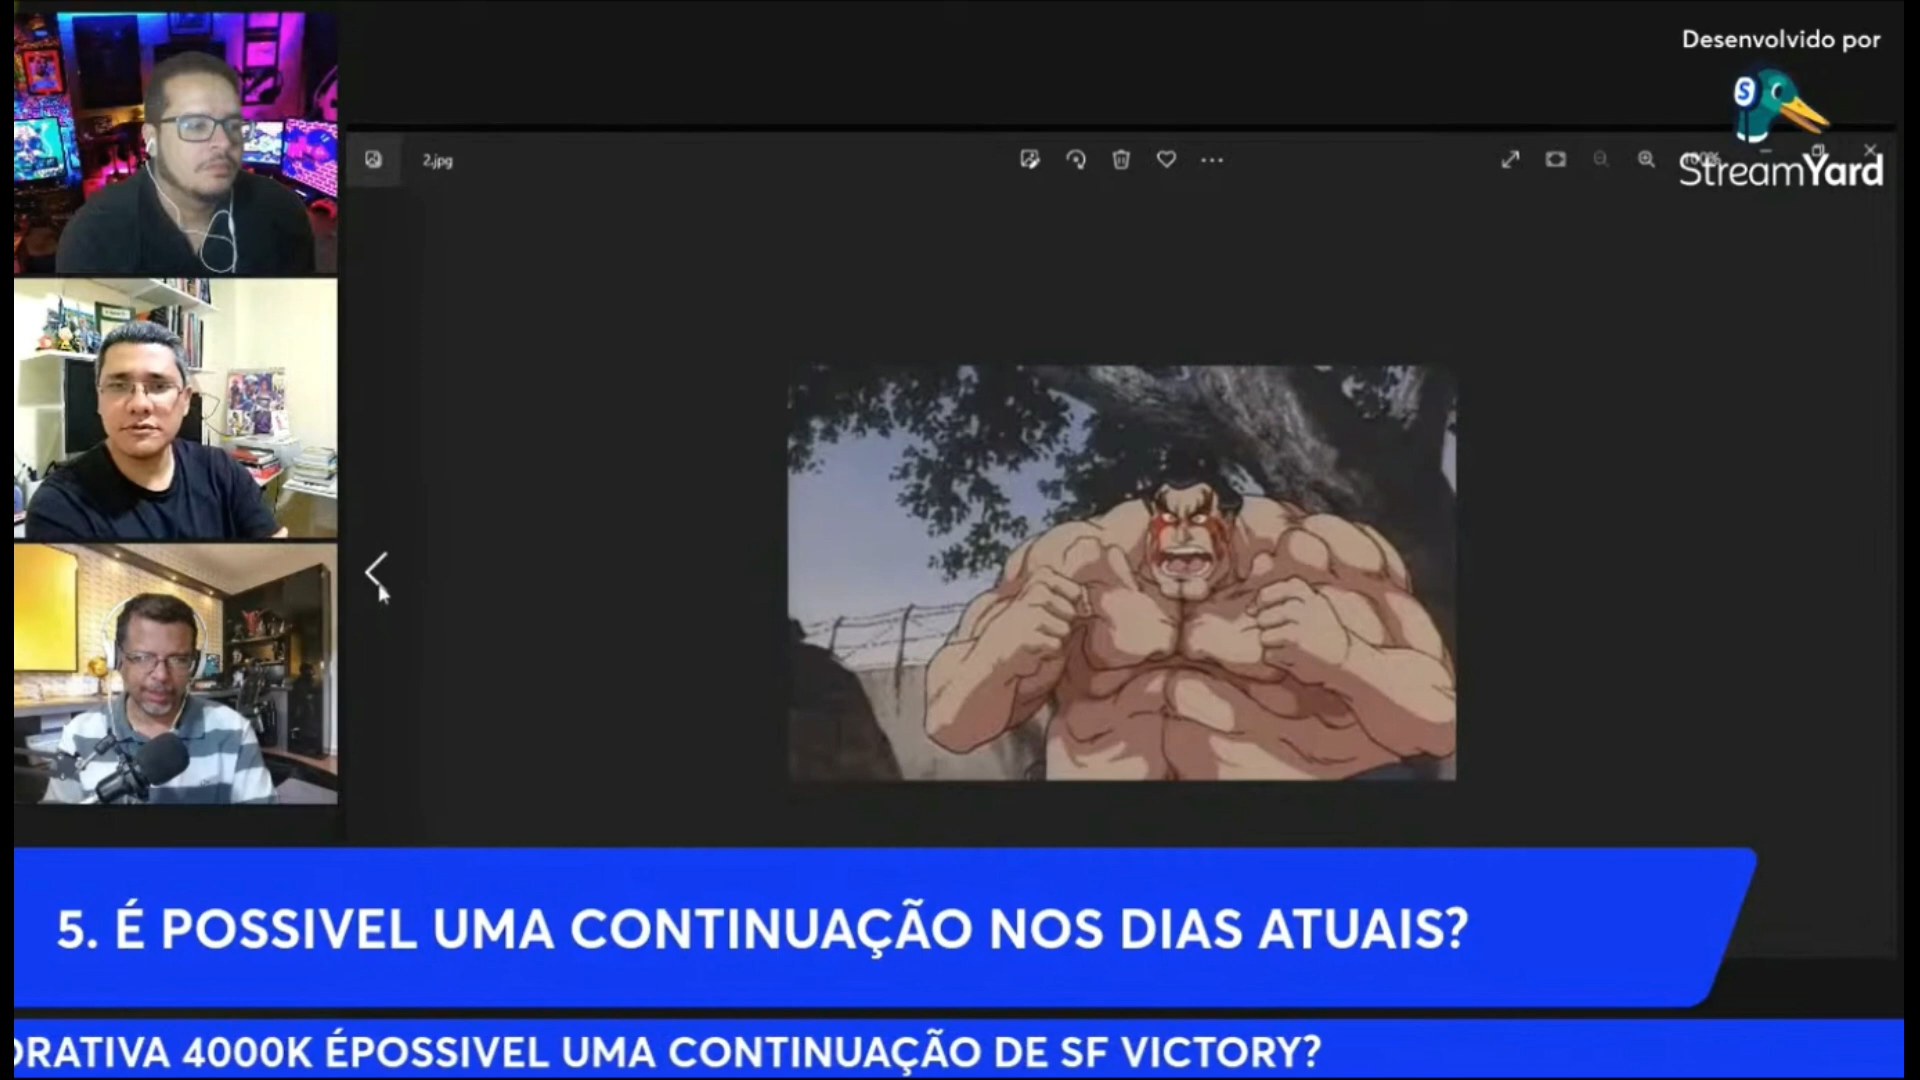 Desenvolvido por
S
StreamYard
2.jpg
5. É POSSIVEL UMA CONTINUAÇÃO NOS DIAS ATUAIS?
ORATIVA 4000K ÉPOSSIVEL UMA CONTINUAÇÃO DE SF VICTORY?